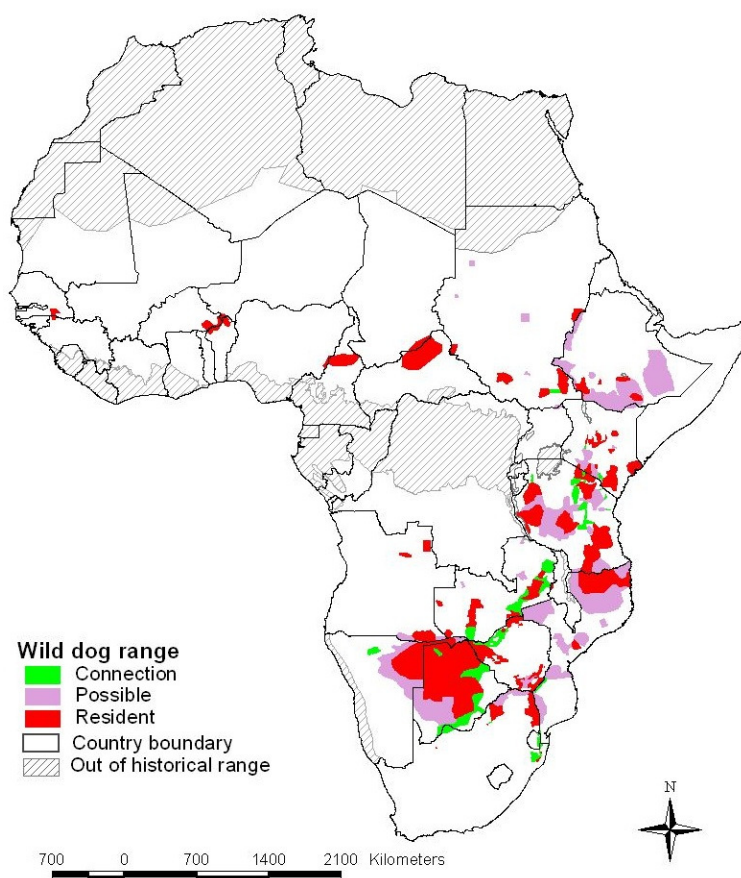 Wild dog range
Connection
Possible
Resident
Country boundary
Out of historical range
N
700 0 700 1400 2100 Kilometers